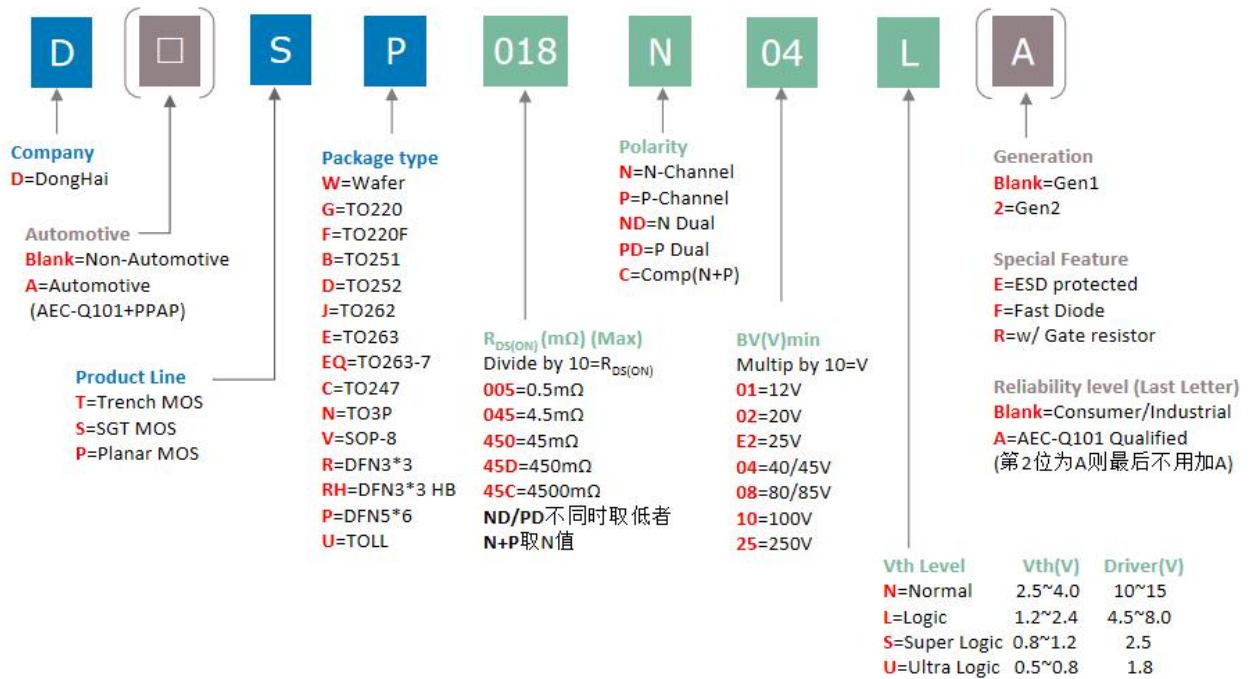 D
□
S
P
018
N
04
L
A
Company
D=DongHai
Automotive
Blank=Non-Automotive
A=Automotive
(AEC-Q101+PPAP)
Product Line
T=Trench MOS
S=SGT MOS
P=Planar MOS
Package type
W=Wafer
G=TO220
F=TO220F
B=TO251
D=TO252
J=TO262
E=TO263
EQ=TO263-7
C=TO247
N=TO3P
V=SOP-8
R=DFN3*3
RH=DFN3*3 HB
P=DFN5*6
U=TOLL
RDS(ON) (mΩ) (Max)
Divide by 10=RDS(ON)
005=0.5mΩ
045=4.5mΩ
450=45mΩ
45D=450mΩ
45C=4500mΩ
ND/PD不同时取低者
N+P取N值
Polarity
N=N-Channel
P=P-Channel
ND=N Dual
PD=P Dual
C=Comp(N+P)
BV(V)min
Multip by 10=V
01=12V
02=20V
E2=25V
04=40/45V
08=80/85V
10=100V
25=250V
Vth Level Vth(V) Driver(V)
N=Normal 2.5~4.0 10~15
L=Logic 1.2~2.4 4.5~8.0
S=Super Logic 0.8~1.2 2.5
U=Ultra Logic 0.5~0.8 1.8
Generation
Blank=Gen1
2=Gen2
Special Feature
E=ESD protected
F=Fast Diode
R=w/ Gate resistor
Reliability level (Last Letter)
Blank=Consumer/Industrial
A=AEC-Q101 Qualified
(第2位为A则最后不用加A)